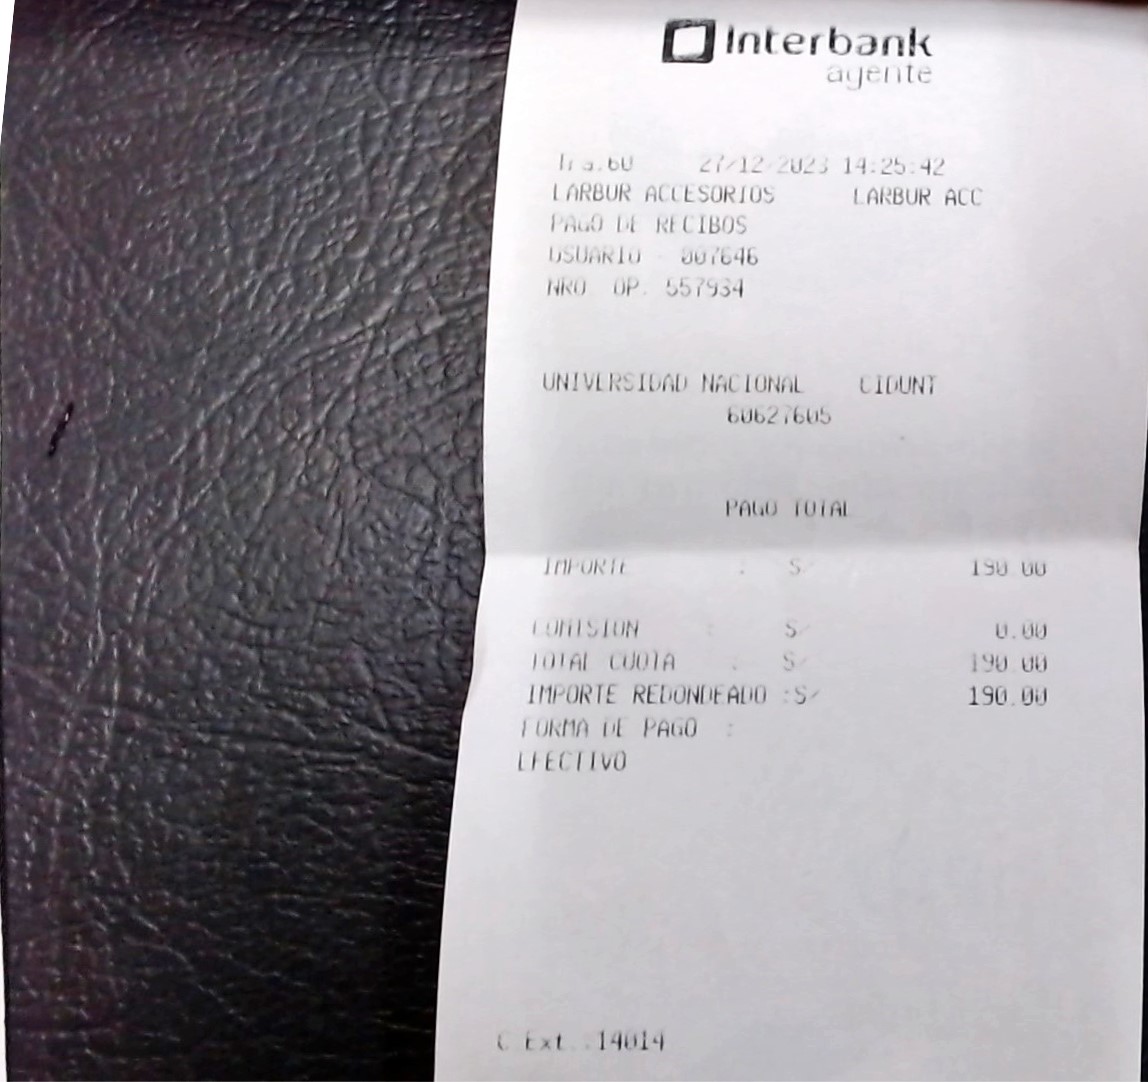 Interbank
agente
Tra.60 27/12/2023 14:25:42
LARBUR ACCESORIOS LARBUR ACC
PAGO DE RECIBOS
USUARIO - 007646
NRO OP. 557934
UNIVERSIDAD NACIONAL CIDUNT
60627605
PAGO TOTAL
IMPORTE : S/ 190.00
COMISION : S/ 0.00
TOTAL CUOTA : S/ 190.00
IMPORTE REDONDEADO :S/ 190.00
FORMA DE PAGO :
EFECTIVO
C Ext .:14014